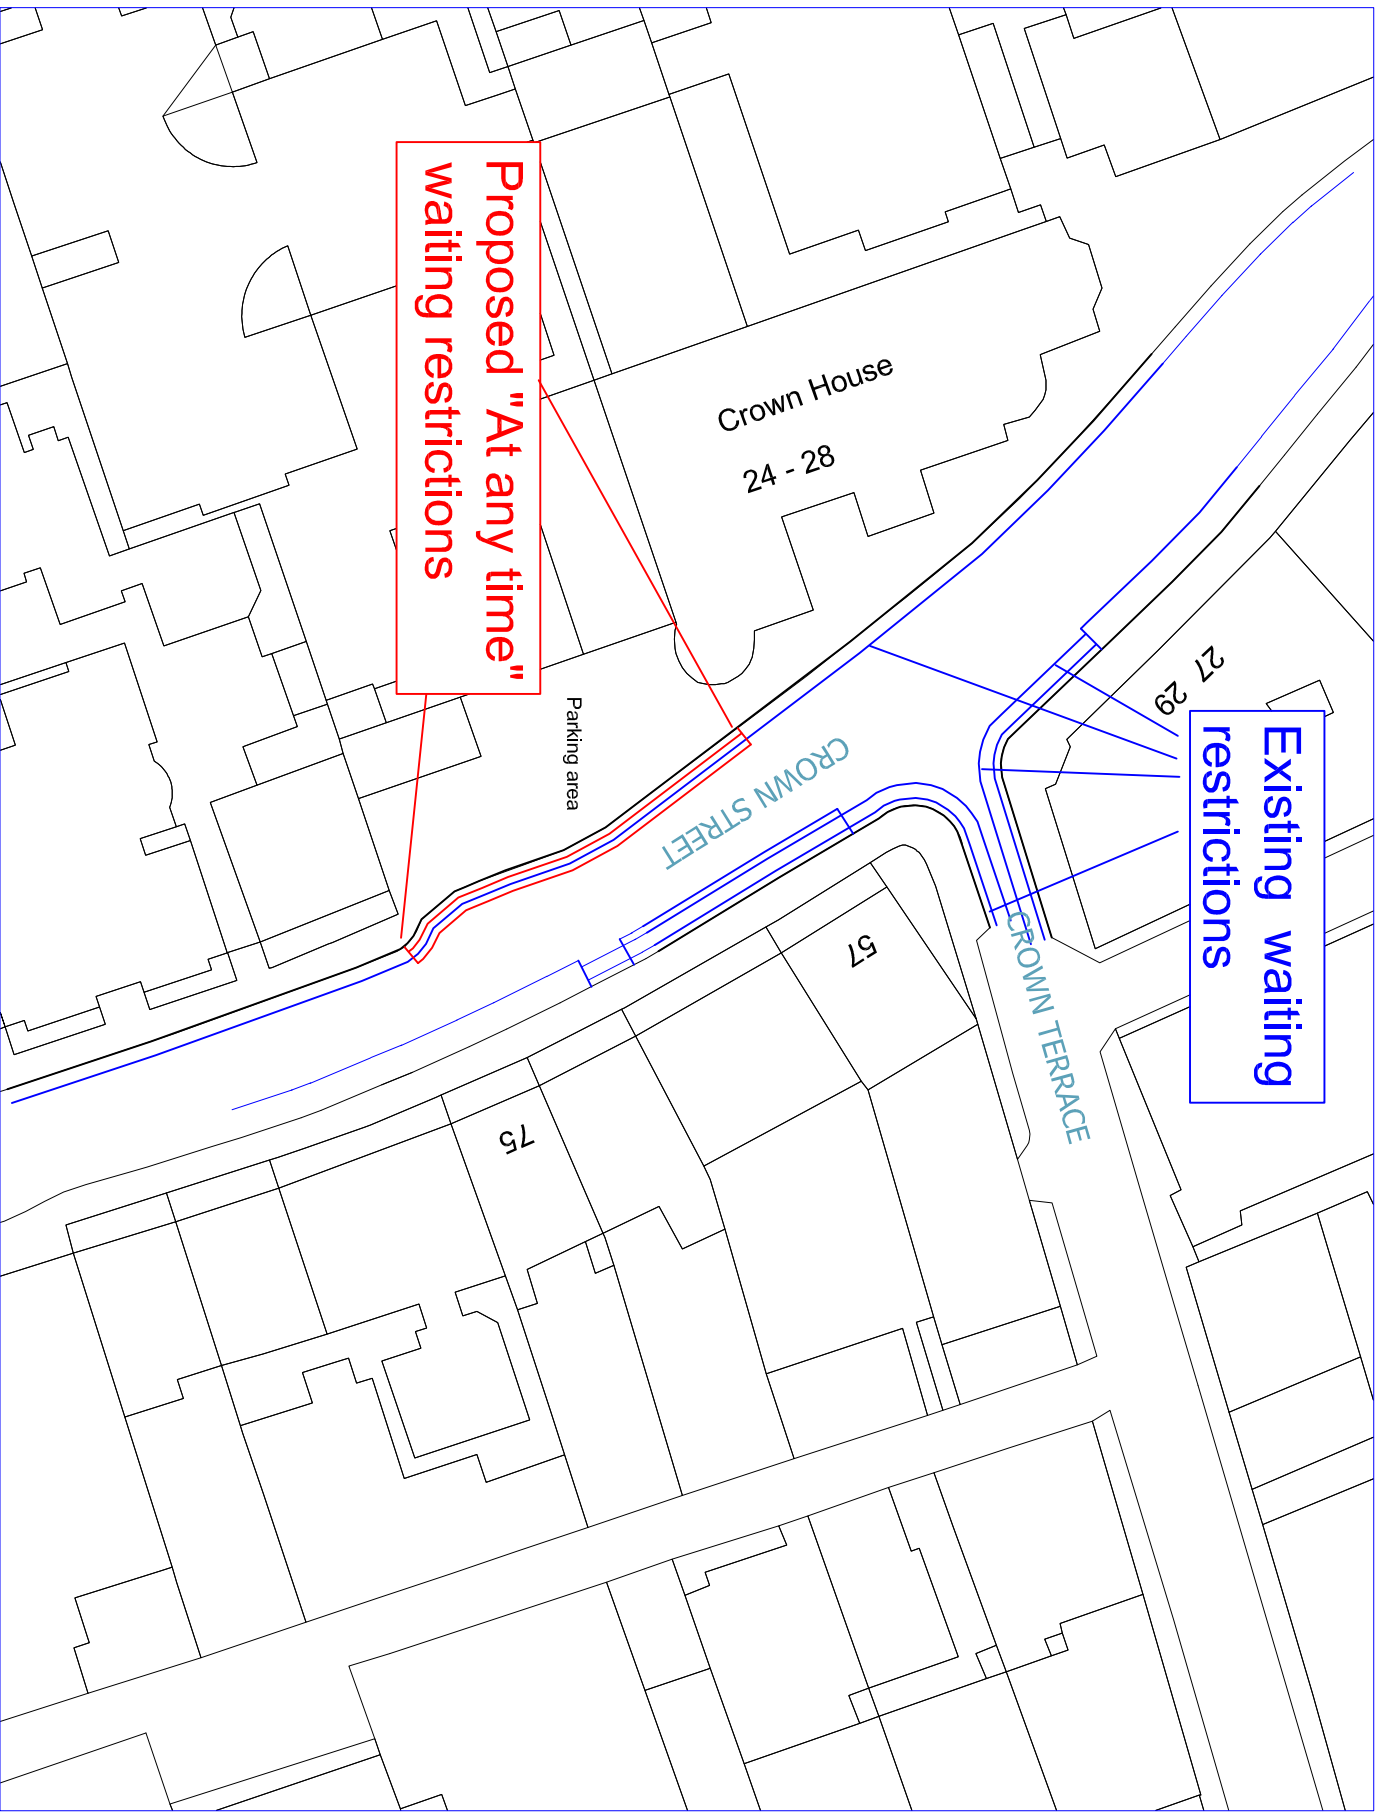 Existing waiting
restrictions
27
29
Crown House
24 - 28
CROWN STREET
CROWN TERRACE
Proposed "At any time"
waiting restrictions
Parking area
57
75